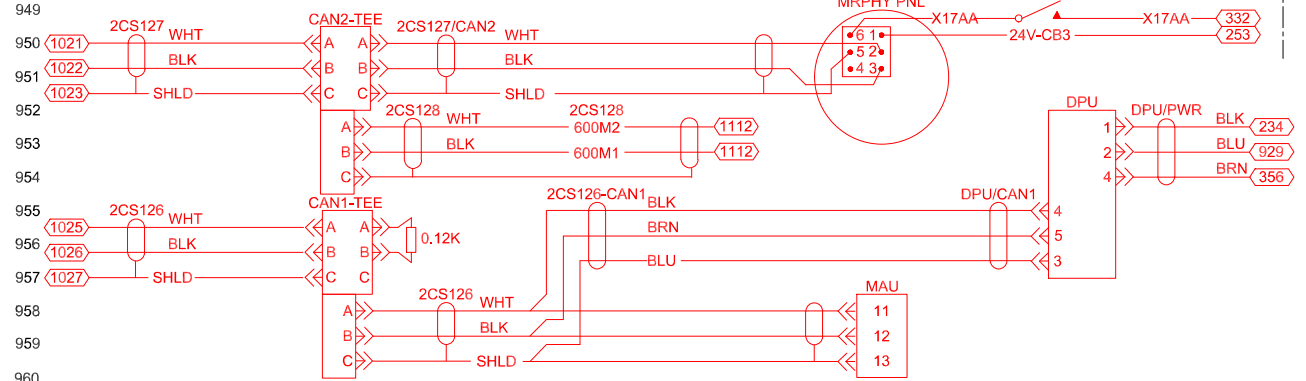 949 MRPHY PNL
CAN2-TEE X17AA X17AA 332
2CS127 2CS127/CAN2 6 1 24V-CB3 253
950 1021 WHT A A WHT 5 2
951 1022 BLK B B BLK 4 3
1023 SHLD C C SHLD
952 2CS128 2CS128 DPU DPU/PWR
A WHT 600M2 1112 1 BLK 234
953 B BLK 600M1 1112 2 BLU 929
954 C 4 BRN 356
955 2CS126 CAN1-TEE 2CS126-CAN1 BLK DPU/CAN1 4
1025 WHT A A 0.12K BRN 5
956 1026 BLK B B BLU 3
957 1027 SHLD C C
2CS126 MAU
958 A WHT 11
959 B BLK 12
C SHLD 13
960